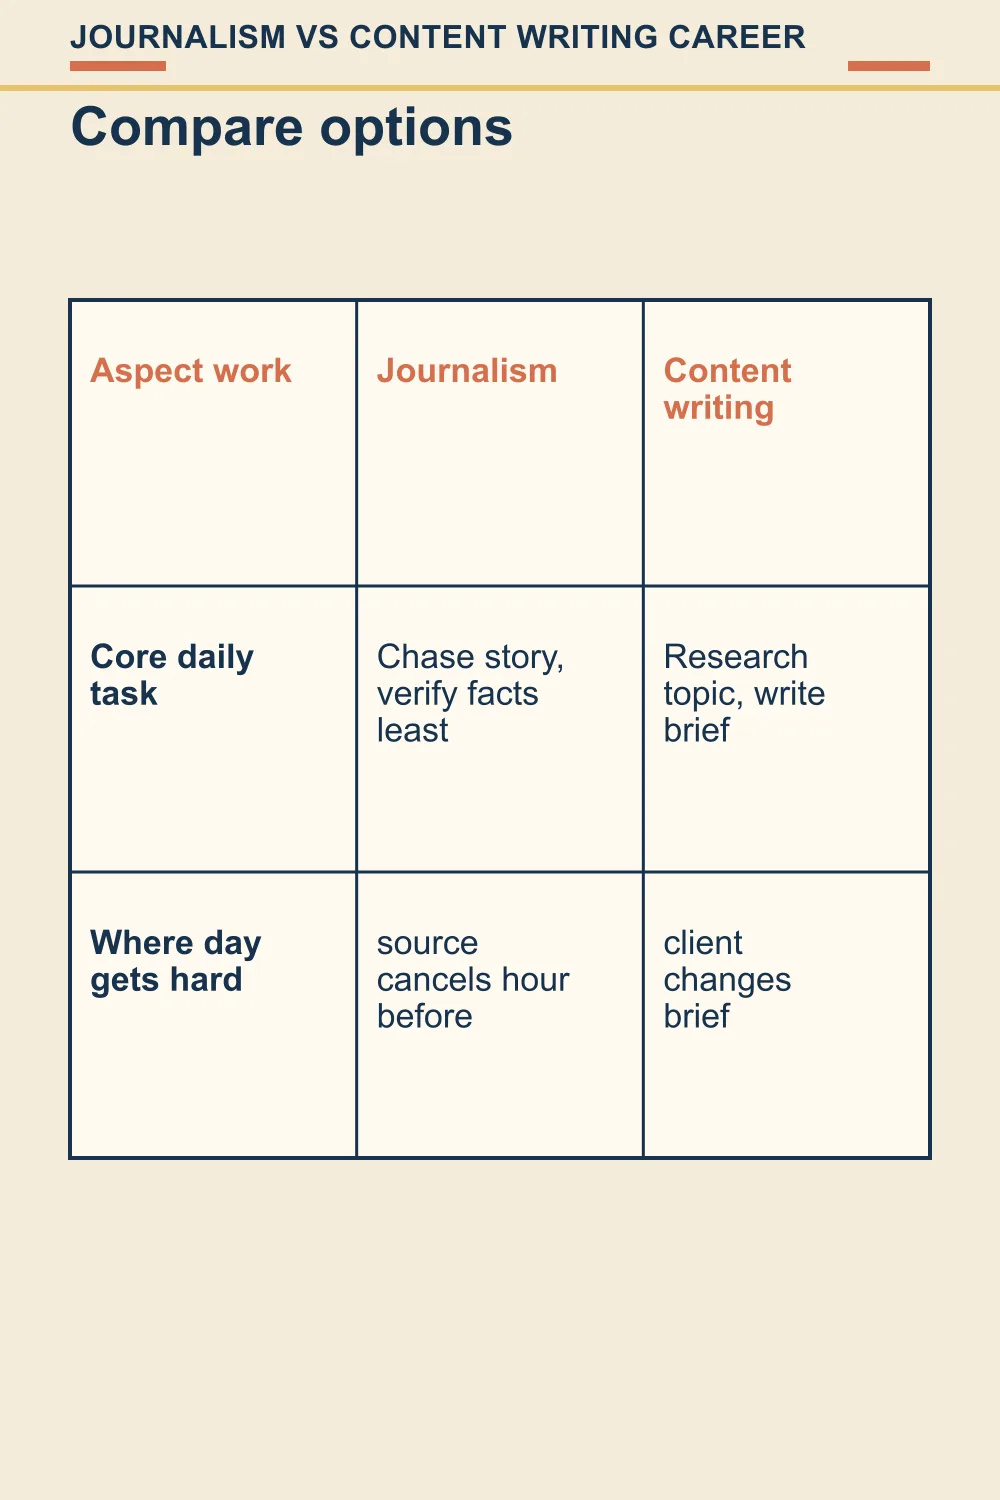 JOURNALISM VS CONTENT WRITING CAREER
Compare options
Aspect work
Journalism
Content
writing
Core daily
task
Chase story,
verify facts
least
Research
topic, write
brief
Where day
gets hard
source
cancels hour
before
client
changes
brief